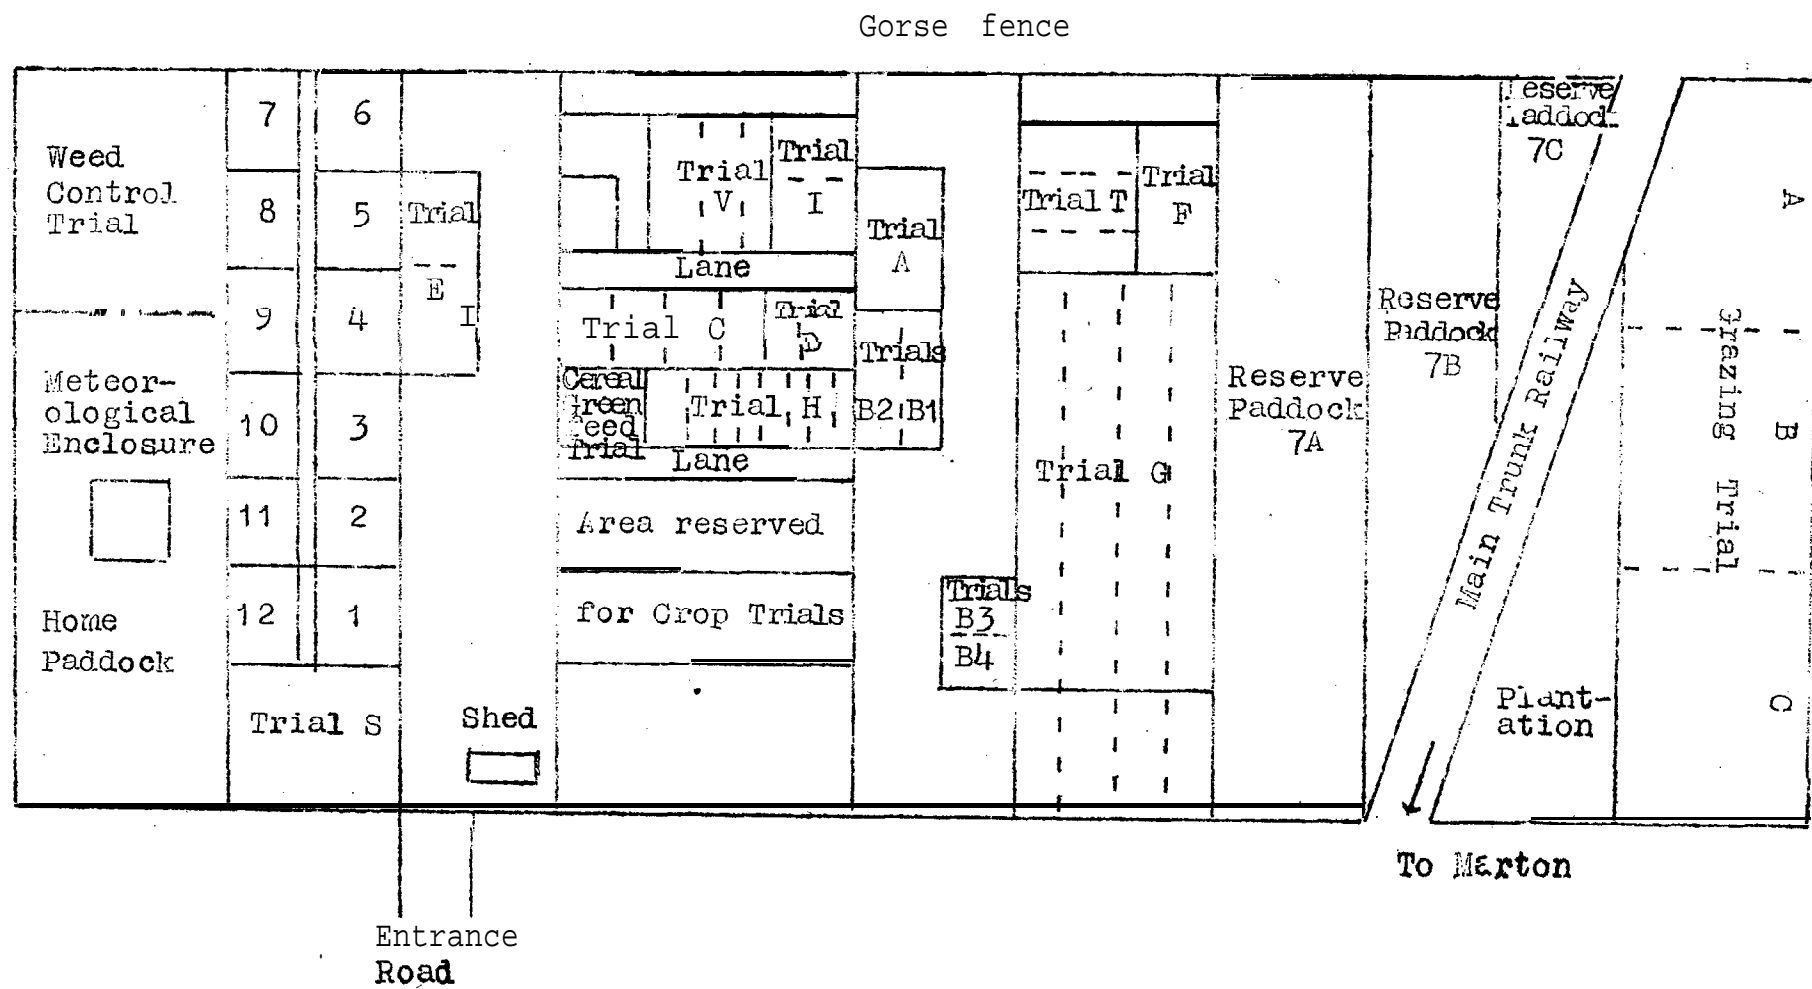 Gorse fence
Weed
Control
Trial
Meteor-
ological
Enclosure
Home
Paddock
7
6
8
5
9
4
10
3
11
2
12
1
Trial S
Trial
E
I
Shed
Trial
V
Trial
I
Lane
Trial C
Trial
D
Cereal
Green
Feed
Trial
Trial H
Lane
Area reserved
for Crop Trials
Trial
A
Trials
B2 B1
Trials
B3
B4
Trial T
Trial
F
Trial G
Reserve
Paddock
7A
Reserve
Paddock
7B
Reserve
Paddock
7C
Main Trunk Railway
Plant-
ation
Grazing Trial
A
B
C
To Marton
Entrance
Road